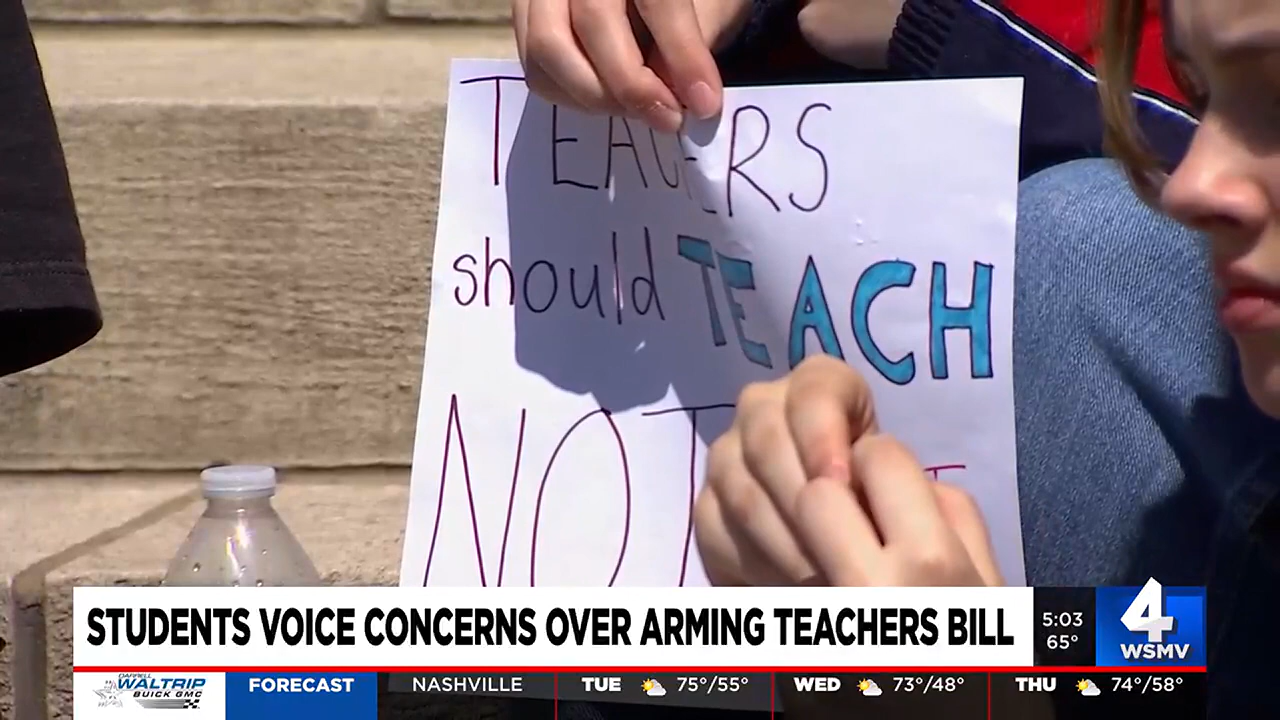 TEACHERS
should TEACH
NOT
STUDENTS VOICE CONCERNS OVER ARMING TEACHERS BILL
5:03
65°
4
WSMV
DARRELL
WALTRIP
BUICK GMC
FORECAST
NASHVILLE
TUE 75°/55°
WED 73°/48°
THU 74°/58°